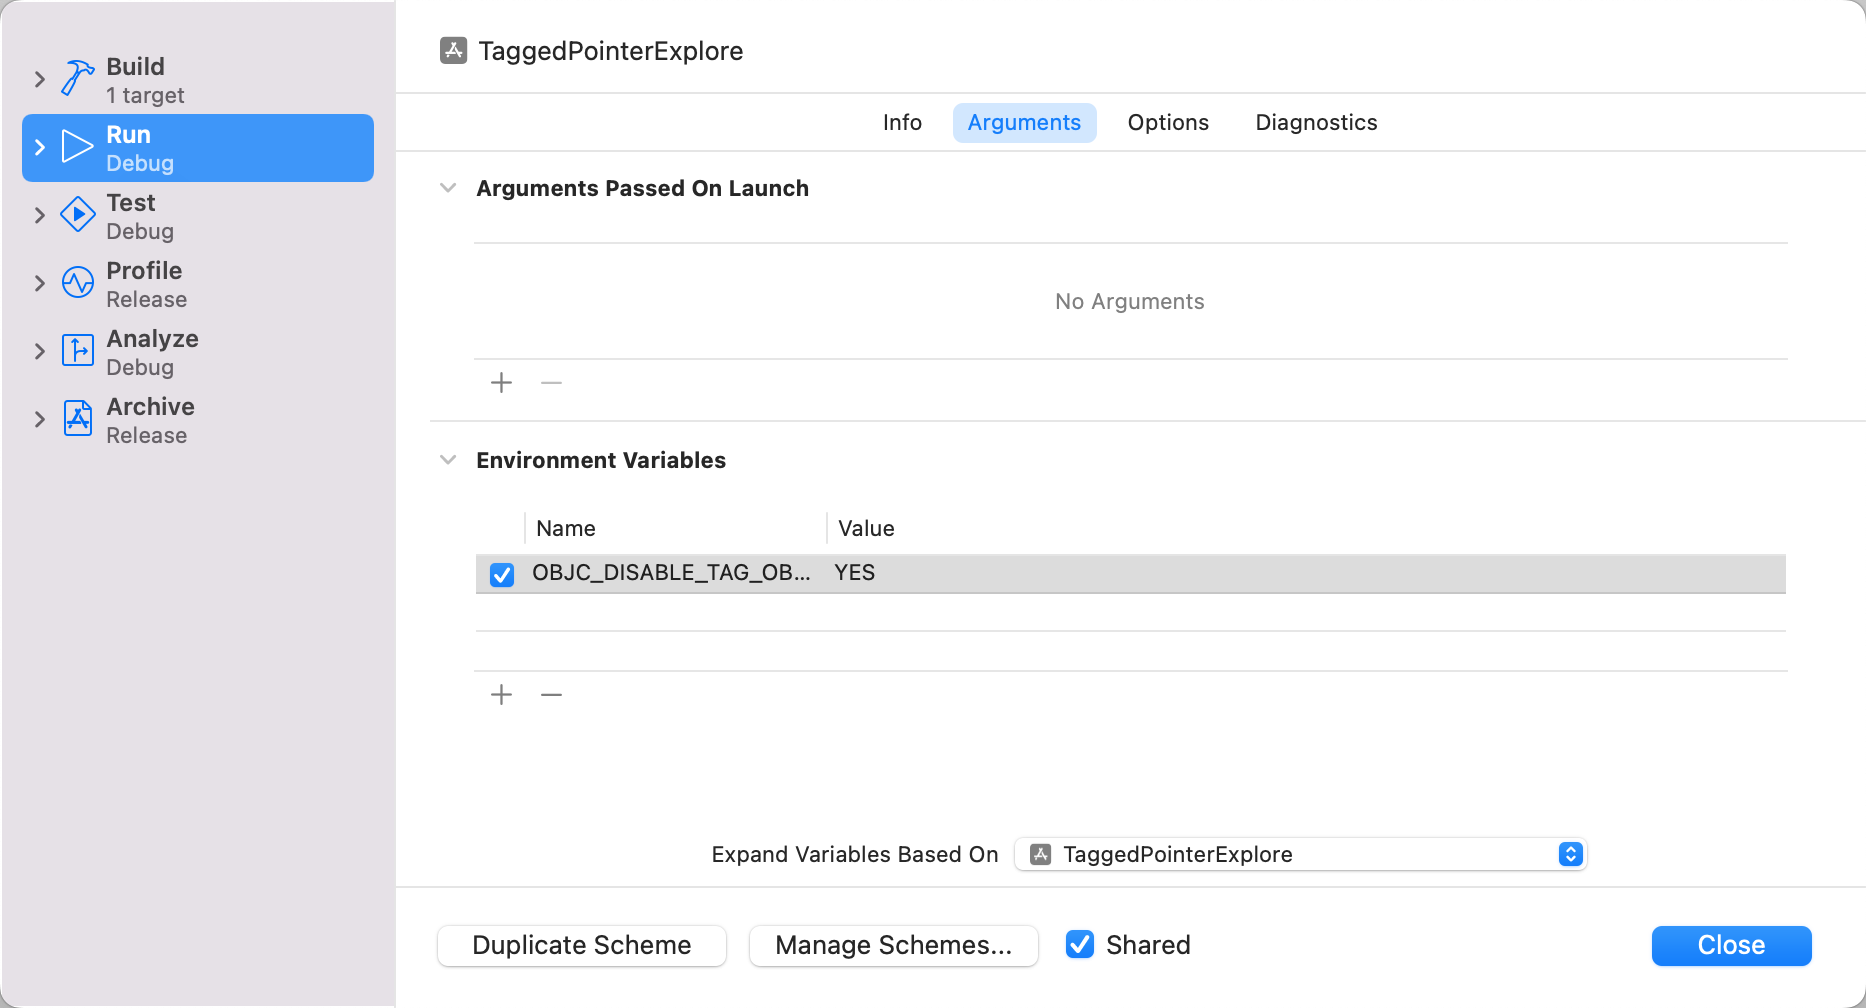 Build
1 target
Run
Debug
Test
Debug
Profile
Release
Analyze
Debug
Archive
Release
TaggedPointerExplore
Info Arguments Options Diagnostics
Arguments Passed On Launch
No Arguments
Environment Variables
Name Value
OBJC_DISABLE_TAG_OB... YES
Expand Variables Based On TaggedPointerExplore
Duplicate Scheme Manage Schemes... Shared Close